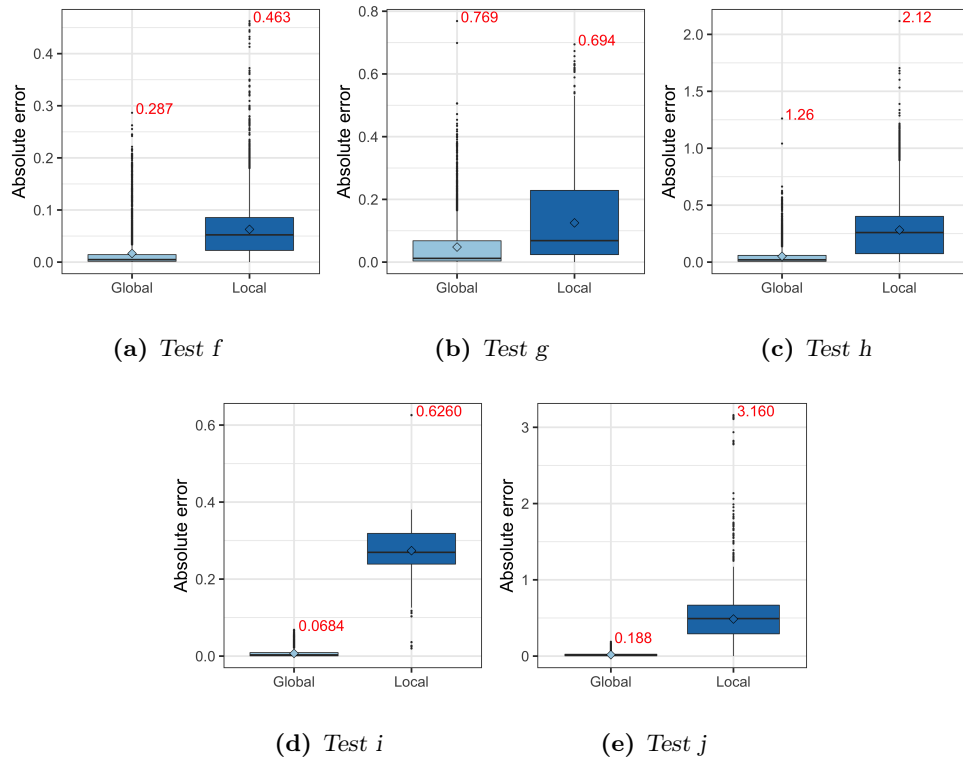 Absolute error
0.4
0.3
0.2
0.1
0.0
0.287
0.463
Global
Local
(a) Test f
Absolute error
0.8
0.6
0.4
0.2
0.0
0.769
0.694
Global
Local
(b) Test g
Absolute error
2.0
1.5
1.0
0.5
0.0
1.26
2.12
Global
Local
(c) Test h
Absolute error
0.6
0.4
0.2
0.0
0.0684
0.6260
Global
Local
(d) Test i
Absolute error
3
2
1
0
0.188
3.160
Global
Local
(e) Test j